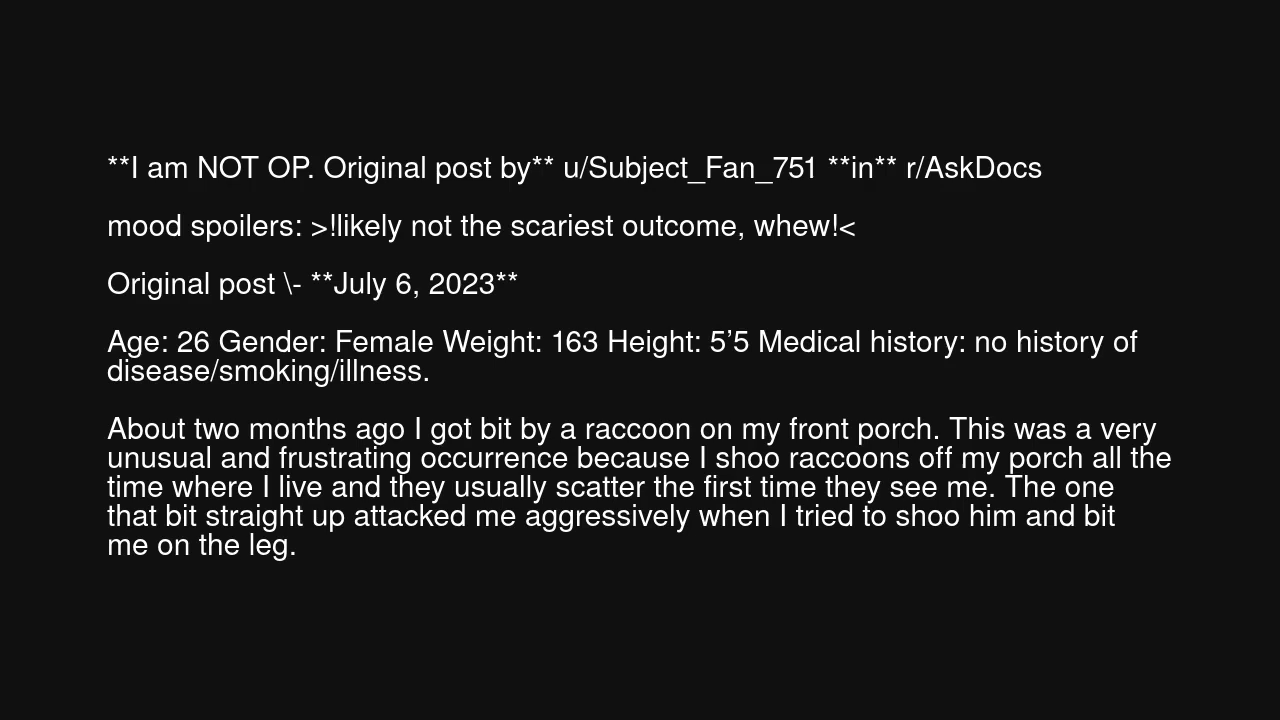 **I am NOT OP. Original post by** u/Subject_Fan_751 **in** r/AskDocs
mood spoilers: >!likely not the scariest outcome, whew!<
Original post \- **July 6, 2023**
Age: 26 Gender: Female Weight: 163 Height: 5’5 Medical history: no history of
disease/smoking/illness.
About two months ago I got bit by a raccoon on my front porch. This was a very
unusual and frustrating occurrence because I shoo raccoons off my porch all the
time where I live and they usually scatter the first time they see me. The one
that bit straight up attacked me aggressively when I tried to shoo him and bit
me on the leg.